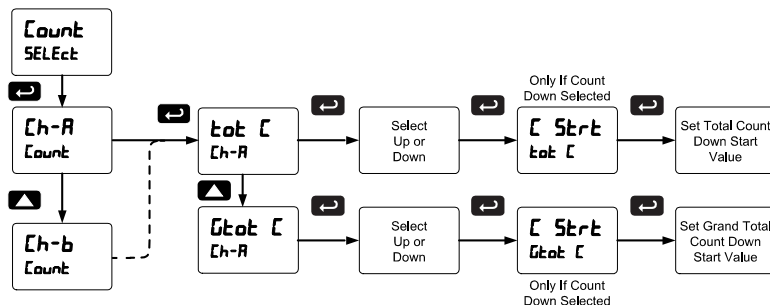 Count
SELEct
Ch-A
Count
Ch-b
Count
tot C
Ch-A
Gtot C
Ch-A
Select
Up or
Down
Select
Up or
Down
Only If Count
Down Selected
C Strt
tot C
C Strt
Gtot C
Only If Count
Down Selected
Set Total Count
Down Start
Value
Set Grand Total
Count Down
Start Value